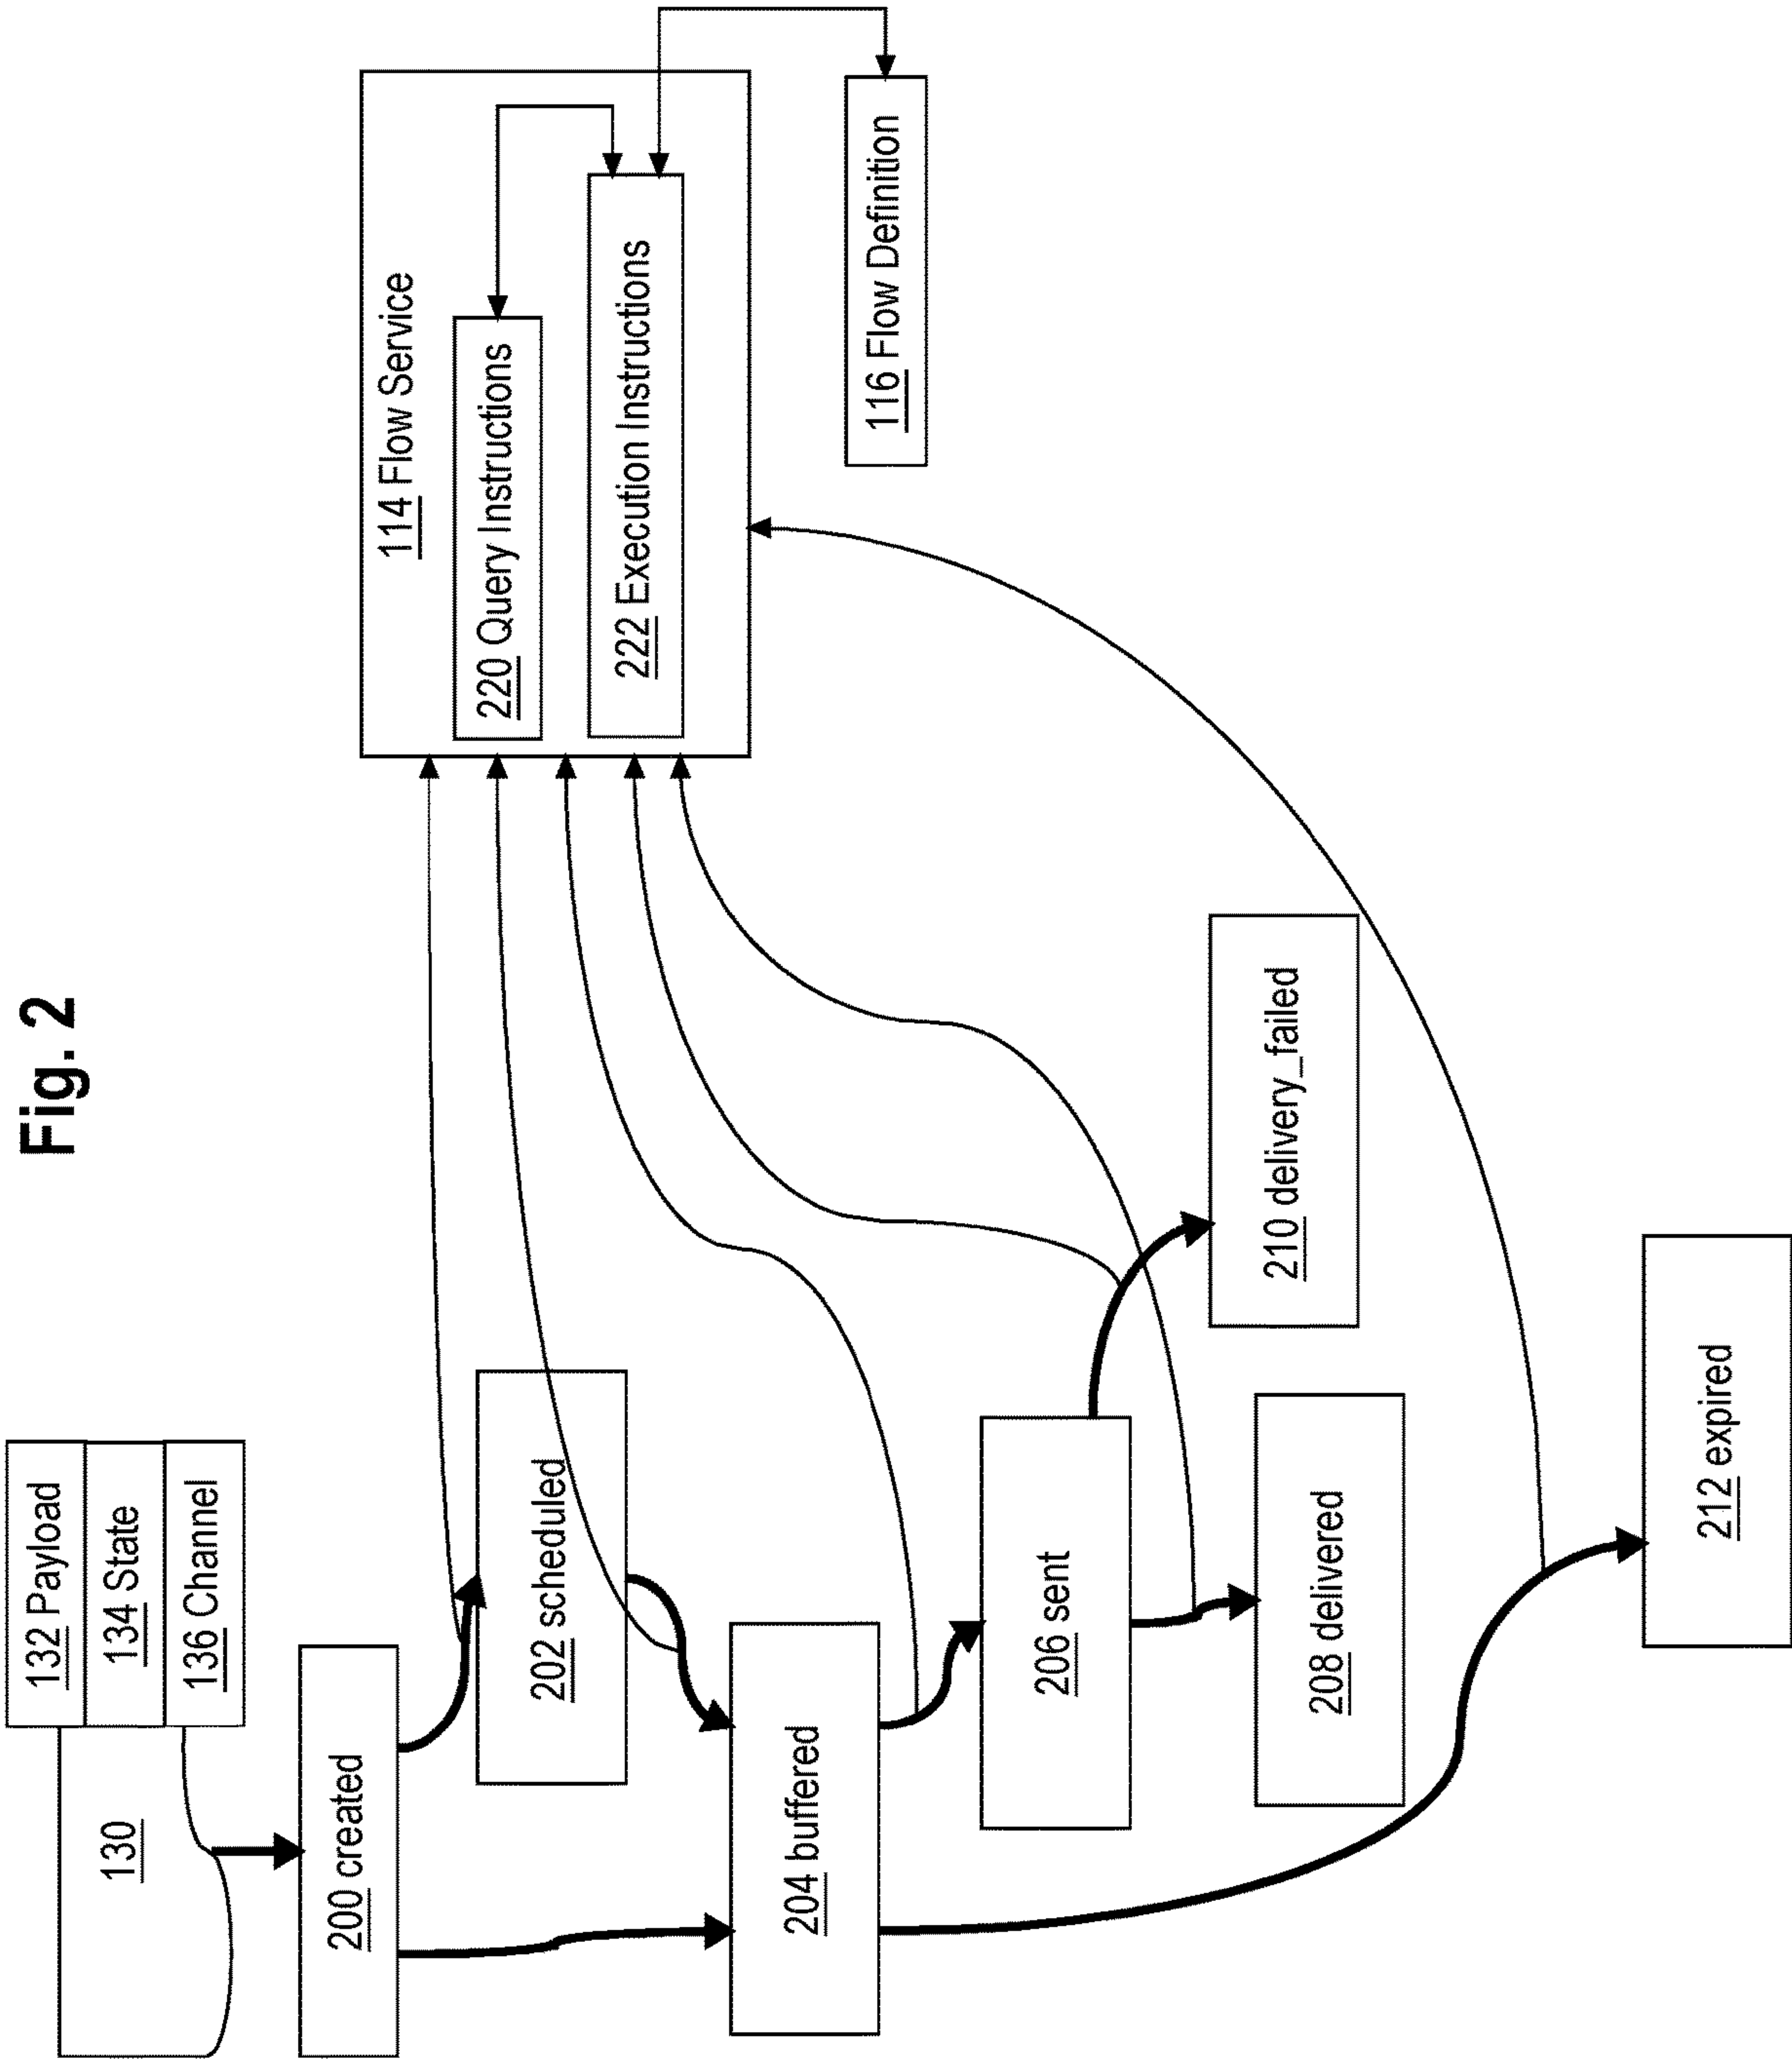 Fig. 2
132 Payload
134 State
136 Channel
130
200 created
202 scheduled
204 buffered
206 sent
208 delivered
210 delivery_failed
212 expired
114 Flow Service
220 Query Instructions
222 Execution Instructions
116 Flow Definition